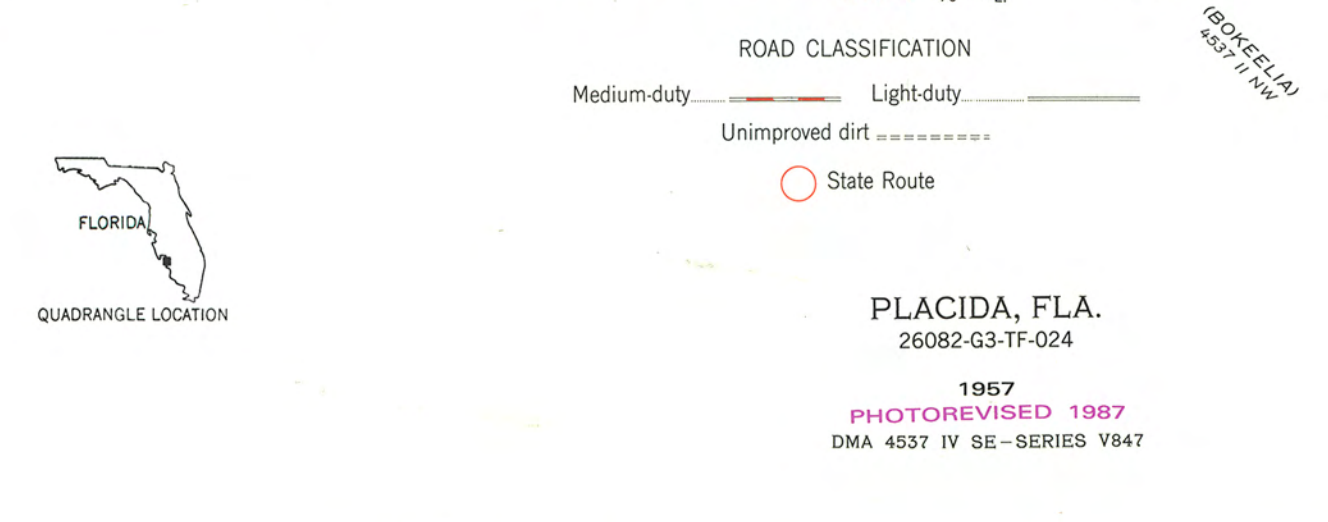 (BOKEELIA)
4537 II NW
ROAD CLASSIFICATION
Medium-duty Light-duty
Unimproved dirt
State Route
FLORIDA
QUADRANGLE LOCATION
PLACIDA, FLA.
26082-G3-TF-024
1957
PHOTOREVISED 1987
DMA 4537 IV SE-SERIES V847